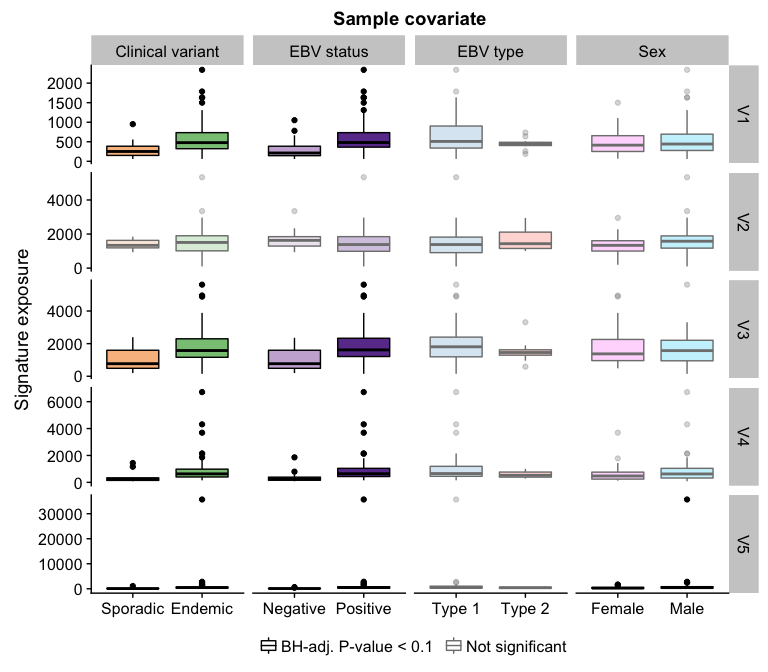 Sample covariate
Clinical variant EBV status EBV type Sex
Signature exposure
2000
1500
1000
500
0
V1
4000
2000
0
V2
4000
2000
0
V3
6000
4000
2000
0
V4
30000
20000
10000
0
V5
Sporadic Endemic Negative Positive Type 1 Type 2 Female Male
BH-adj. P-value < 0.1 Not significant